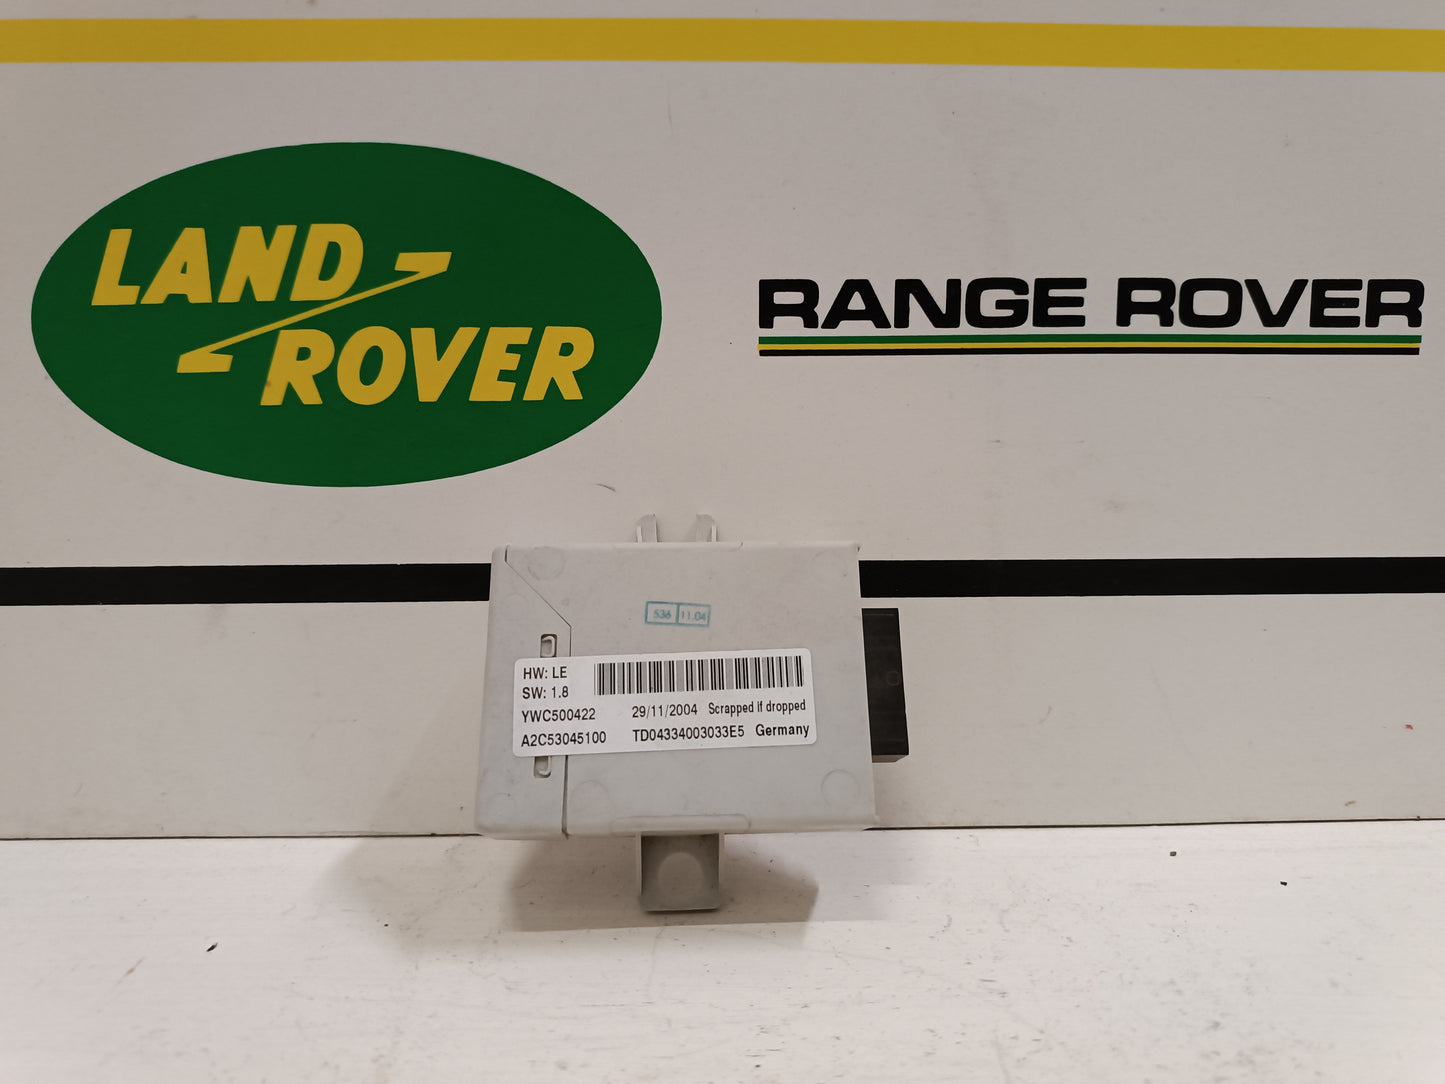 LAND
ROVER
RANGE ROVER
536 11.04
HW: LE
SW: 1.8
YWC500422 29/11/2004 Scrapped if dropped
A2C53045100 TD04334003033E5 Germany